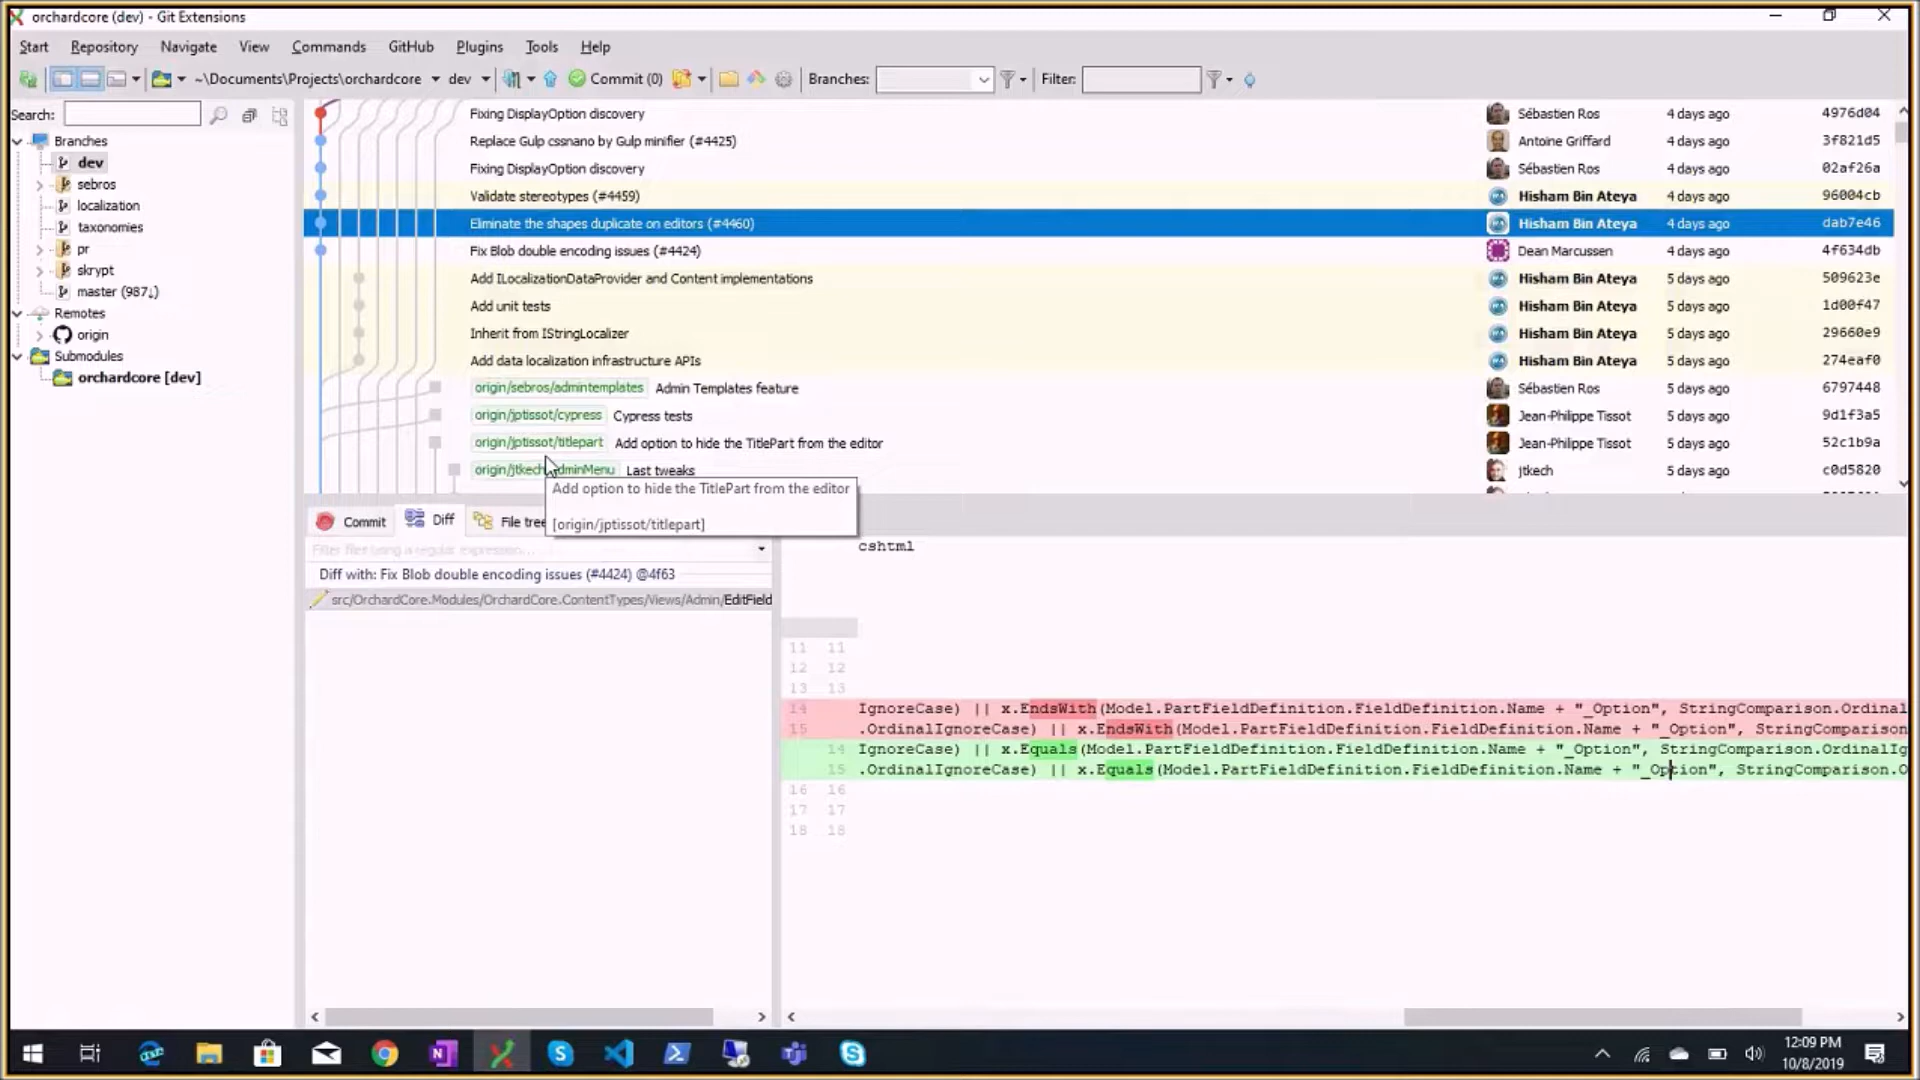 orchardcore (dev) - Git Extensions
Start Repository Navigate View Commands GitHub Plugins Tools Help
~\Documents\Projects\orchardcore dev Commit (0) Branches: Filter:
Search:
Branches
dev
sebros
localization
taxonomies
pr
skrypt
master (987↓)
Remotes
origin
Submodules
orchardcore [dev]
Fixing DisplayOption discovery Sébastien Ros 4 days ago 4976d04
Replace Gulp cssnano by Gulp minifier (#4425) Antoine Griffard 4 days ago 3f821d5
Fixing DisplayOption discovery Sébastien Ros 4 days ago 02af26a
Validate stereotypes (#4459) Hisham Bin Ateya 4 days ago 96004cb
Eliminate the shapes duplicate on editors (#4460) Hisham Bin Ateya 4 days ago dab7e46
Fix Blob double encoding issues (#4424) Dean Marcussen 4 days ago 4f634db
Add ILocalizationDataProvider and Content implementations Hisham Bin Ateya 5 days ago 509623e
Add unit tests Hisham Bin Ateya 5 days ago 1d00f47
Inherit from IStringLocalizer Hisham Bin Ateya 5 days ago 29660e9
Add data localization infrastructure APIs Hisham Bin Ateya 5 days ago 274eaf0
origin/sebros/admintemplates Admin Templates feature Sébastien Ros 5 days ago 6797448
origin/jptissot/cypress Cypress tests Jean-Philippe Tissot 5 days ago 9d1f3a5
origin/jptissot/titlepart Add option to hide the TitlePart from the editor Jean-Philippe Tissot 5 days ago 52c1b9a
origin/jtkech/adminMenu Last tweaks jtkech 5 days ago c0d5820
Add option to hide the TitlePart from the editor
[origin/jptissot/titlepart]
Commit Diff File tree
Filter files using a regular expression...
Diff with: Fix Blob double encoding issues (#4424) @4f63
src/OrchardCore.Modules/OrchardCore.ContentTypes/Views/Admin/EditField
cshtml
11 11
12 12
13 13
14 IgnoreCase) || x.EndsWith(Model.PartFieldDefinition.FieldDefinition.Name + "_Option", StringComparison.Ordinal
15 .OrdinalIgnoreCase) || x.EndsWith(Model.PartFieldDefinition.FieldDefinition.Name + "_Option", StringComparison
14 IgnoreCase) || x.Equals(Model.PartFieldDefinition.FieldDefinition.Name + "_Option", StringComparison.OrdinalIg
15 .OrdinalIgnoreCase) || x.Equals(Model.PartFieldDefinition.FieldDefinition.Name + "_Option", StringComparison.O
16 16
17 17
18 18
12:09 PM
10/8/2019